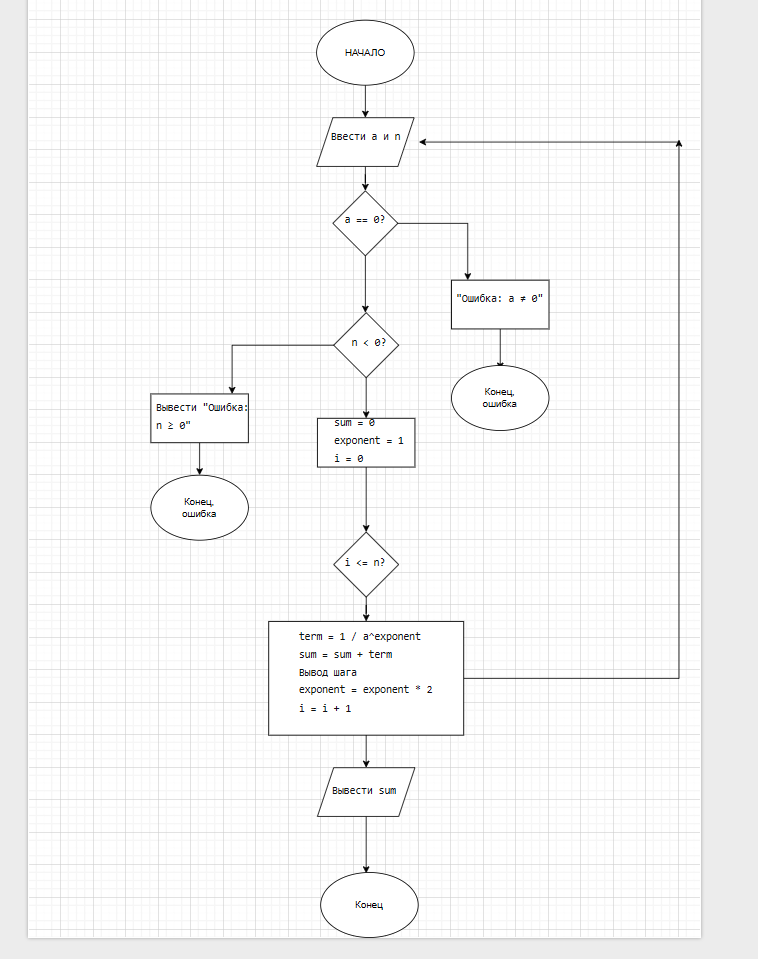 НАЧАЛО
Ввести a и n
a == 0?
"Ошибка: a ≠ 0"
n < 0?
Конец,
ошибка
Вывести "Ошибка:
n ≥ 0"
sum = 0
exponent = 1
i = 0
Конец,
ошибка
i <= n?
term = 1 / a^exponent
sum = sum + term
Вывод шага
exponent = exponent * 2
i = i + 1
Вывести sum
Конец